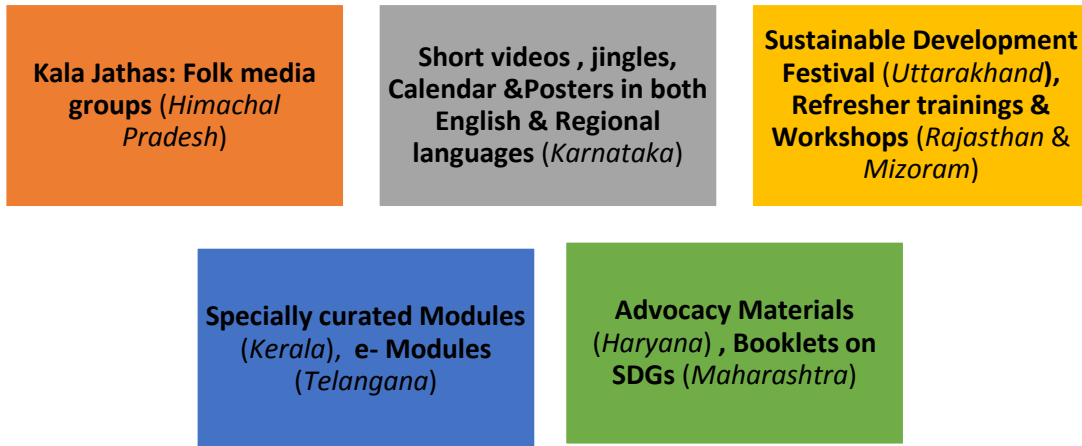 Kala Jathas: Folk media
groups (Himachal
Pradesh)
Short videos , jingles,
Calendar &Posters in both
English & Regional
languages (Karnataka)
Sustainable Development
Festival (Uttarakhand),
Refresher trainings &
Workshops (Rajasthan &
Mizoram)
Specially curated Modules
(Kerala), e- Modules
(Telangana)
Advocacy Materials
(Haryana) , Booklets on
SDGs (Maharashtra)